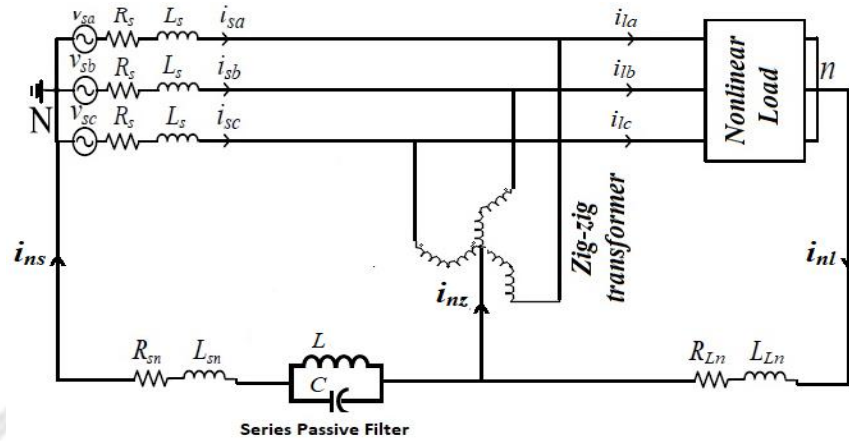 v_sa R_s L_s i_sa i_la
v_sb R_s L_s i_sb i_lb
N
v_sc R_s L_s i_sc i_lc
Nonlinear
Load
n
Zig-zig
transformer
i_ns
i_nz
i_nl
R_sn L_sn
L
C
R_Ln L_Ln
Series Passive Filter